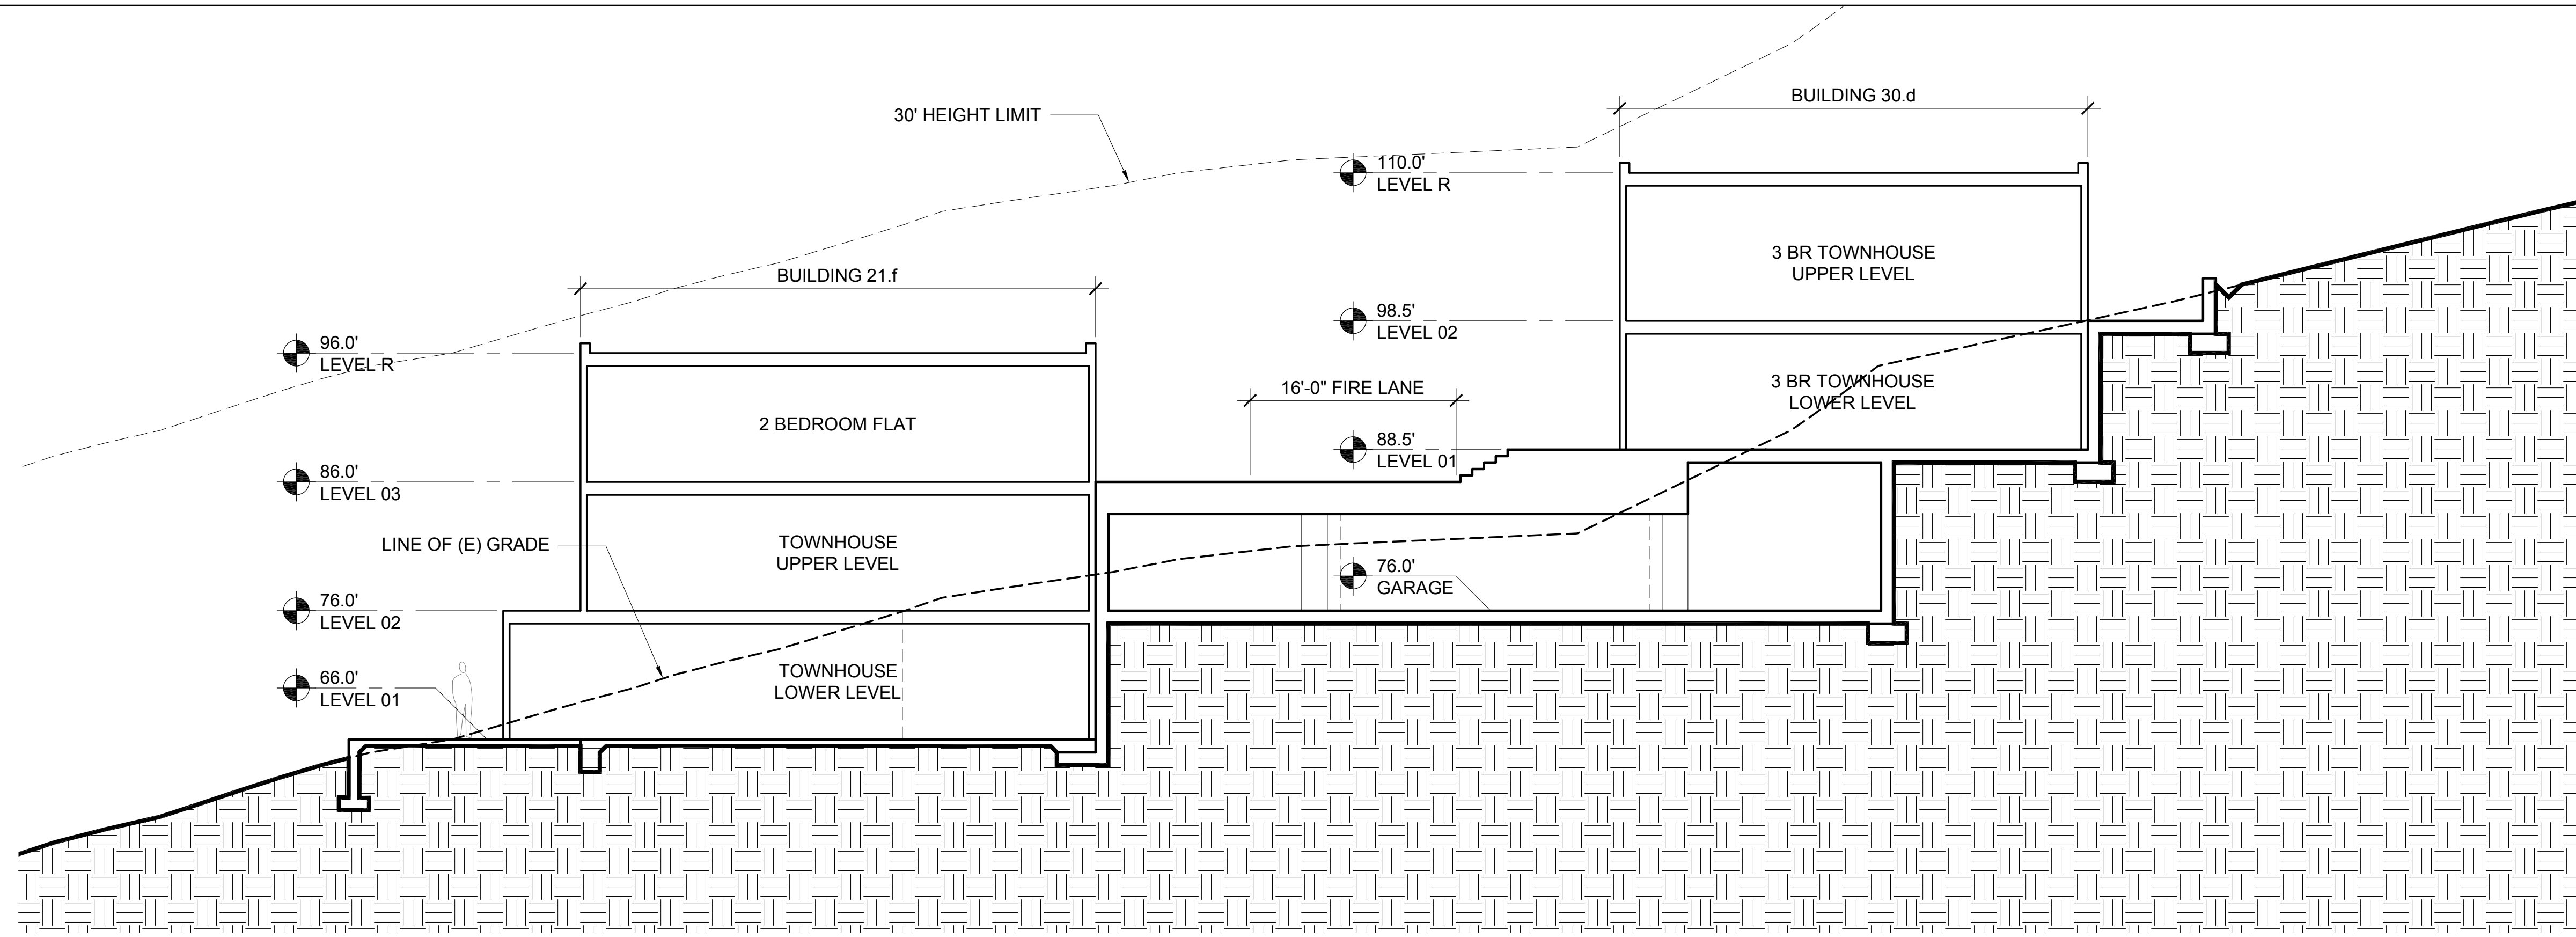 BUILDING 30.d
30' HEIGHT LIMIT
110.0'
LEVEL R
3 BR TOWNHOUSE
UPPER LEVEL
BUILDING 21.f
98.5'
LEVEL 02
96.0'
LEVEL R
16'-0" FIRE LANE
3 BR TOWNHOUSE
LOWER LEVEL
2 BEDROOM FLAT
88.5'
LEVEL 01
86.0'
LEVEL 03
LINE OF (E) GRADE
TOWNHOUSE
UPPER LEVEL
76.0'
GARAGE
76.0'
LEVEL 02
TOWNHOUSE
LOWER LEVEL
66.0'
LEVEL 01